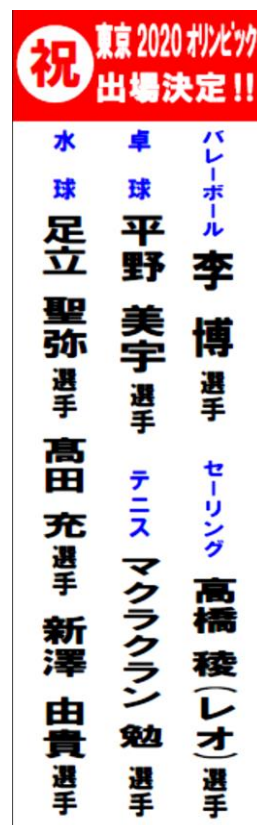 祝
東京2020オリンピック
出場決定!!
バレーボール 李 博 選手 セーリング 髙橋 稜(レオ)選手
卓球 平野 美宇 選手 テニス マクラクラン 勉 選手
水球 足立 聖弥 選手 髙田 充 選手 新澤 由貴 選手